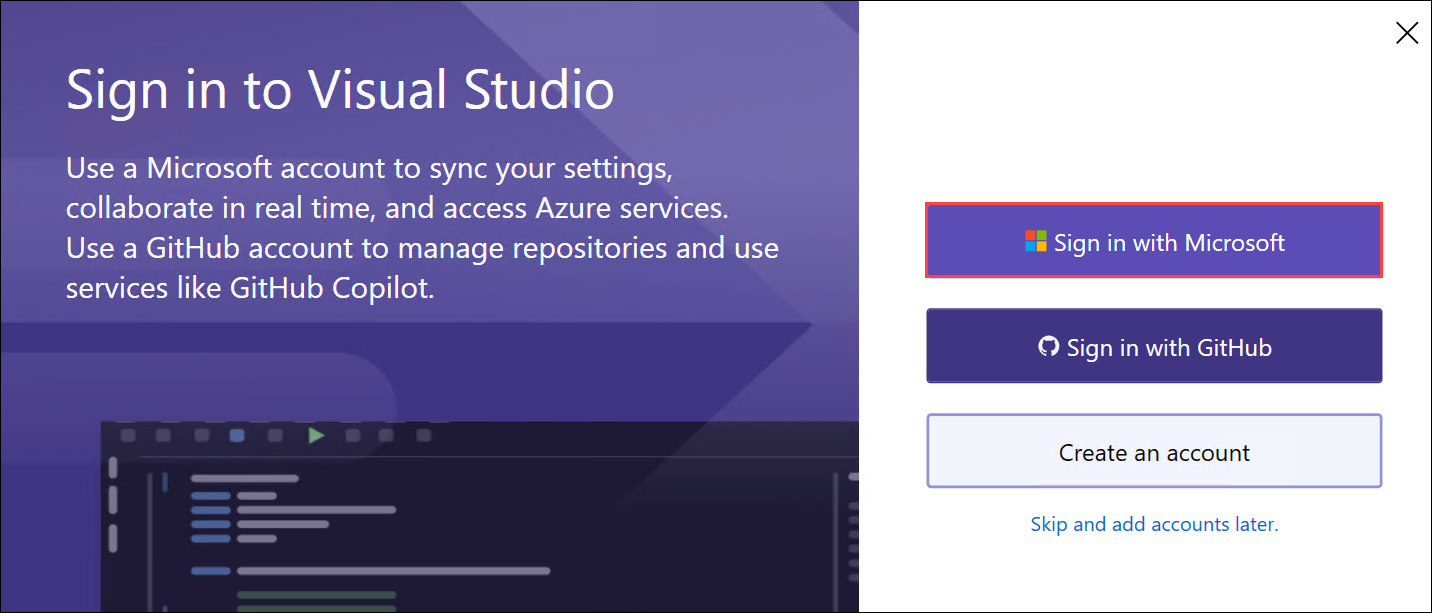 Sign in to Visual Studio
Use a Microsoft account to sync your settings,
collaborate in real time, and access Azure services.
Use a GitHub account to manage repositories and use
services like GitHub Copilot.
Sign in with Microsoft
Sign in with GitHub
Create an account
Skip and add accounts later.